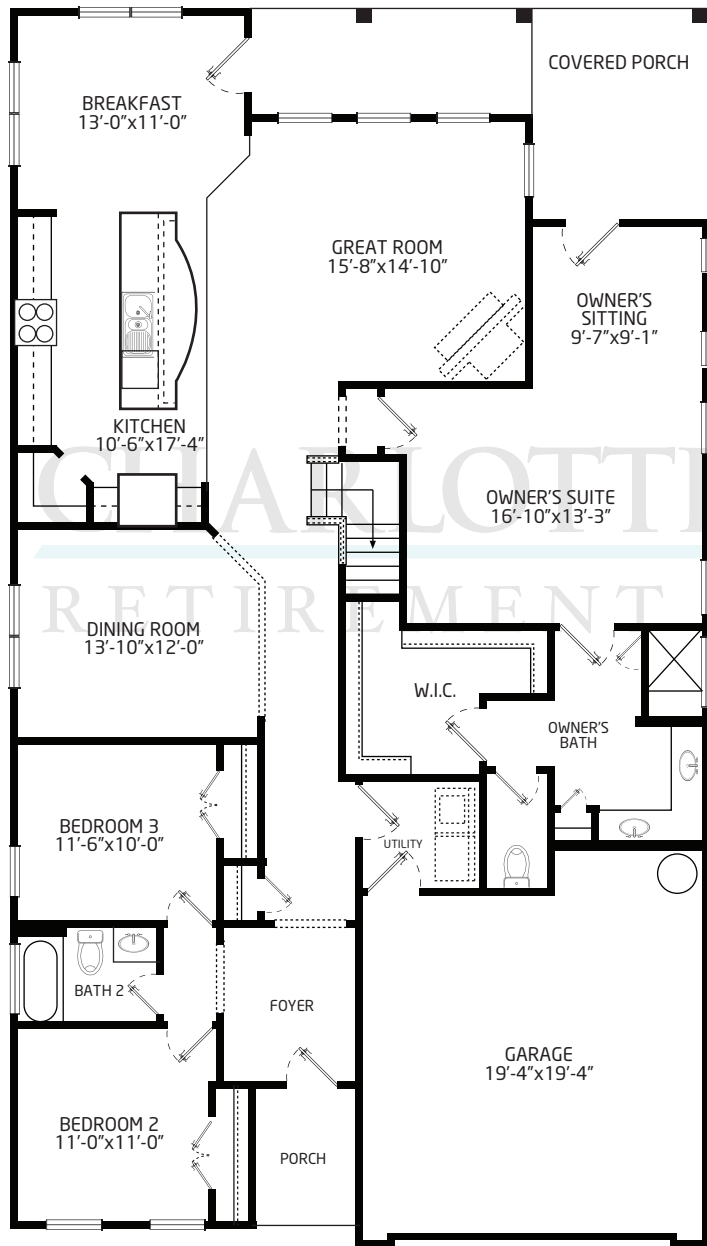 COVERED PORCH
BREAKFAST
13'-0"x11'-0"
GREAT ROOM
15'-8"x14'-10"
OWNER'S
SITTING
9'-7"x9'-1"
KITCHEN
10'-6"x17'-4"
CHARLOTTE
OWNER'S SUITE
16'-10"x13'-3"
RETIREMENT
DINING ROOM
13'-10"x12'-0"
W.I.C.
OWNER'S
BATH
BEDROOM 3
11'-6"x10'-0"
UTILITY
BATH 2
FOYER
GARAGE
19'-4"x19'-4"
BEDROOM 2
11'-0"x11'-0"
PORCH